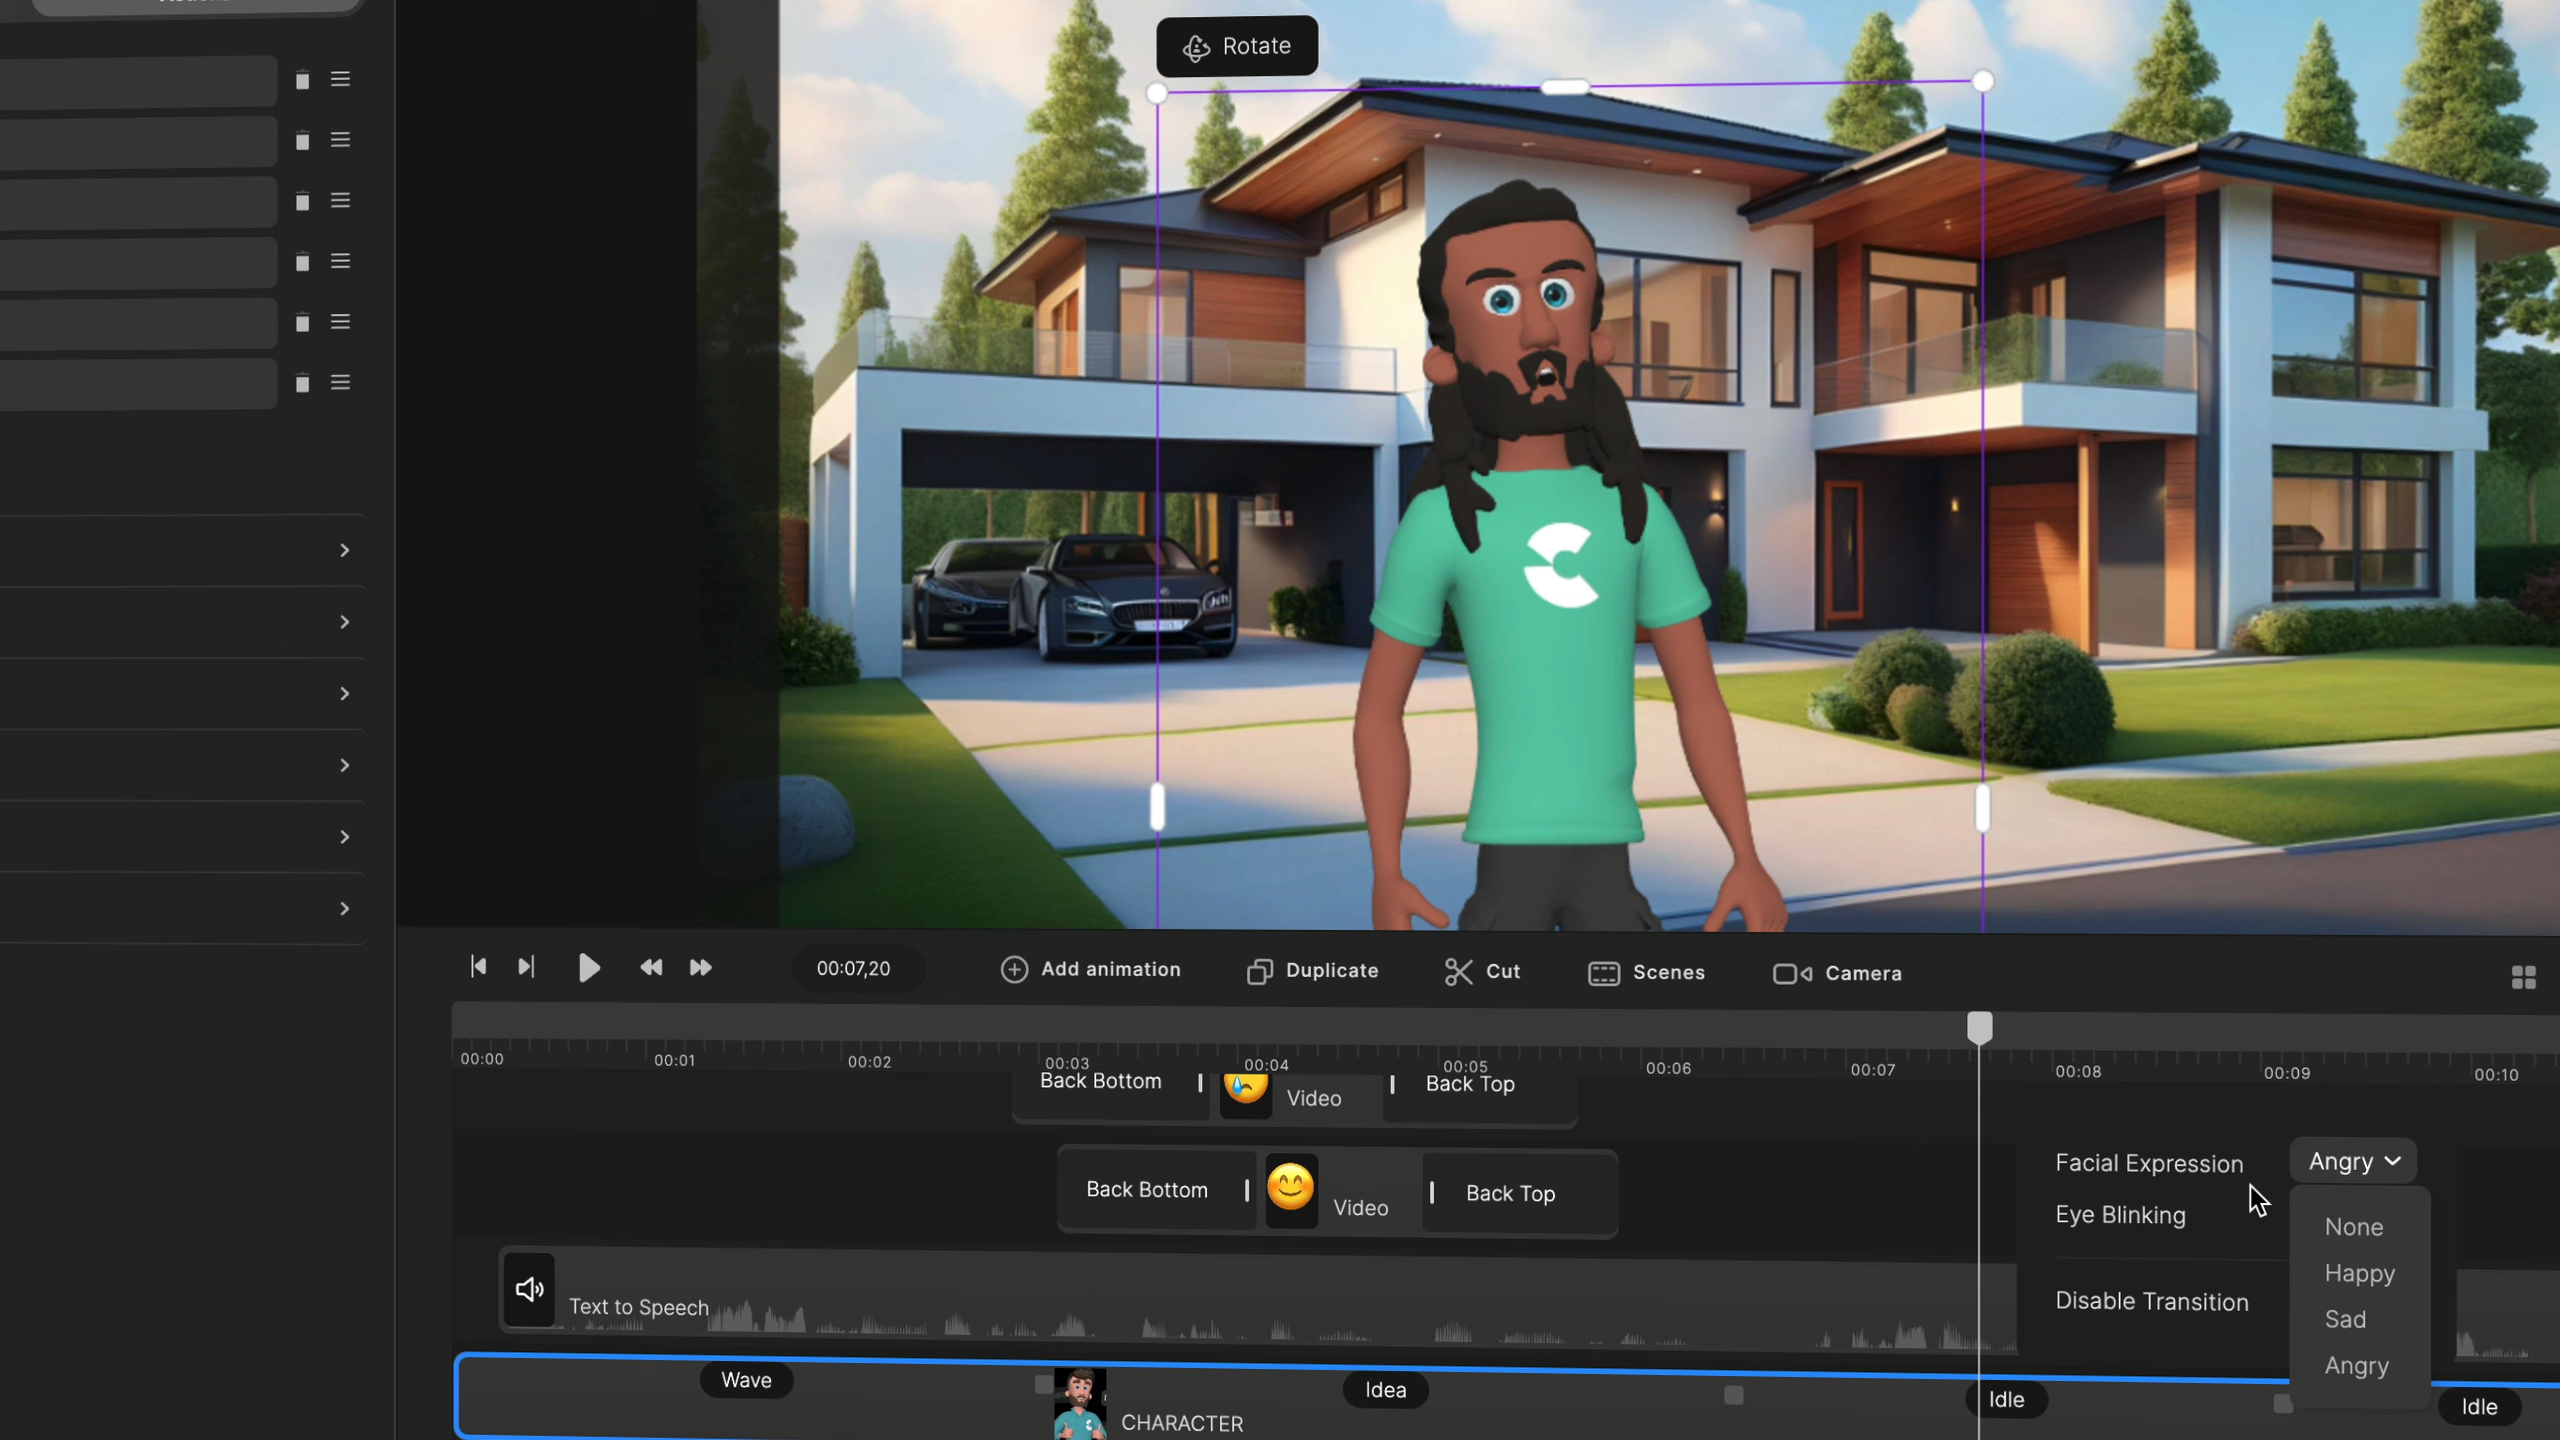 Rotate
00:07,20
Add animation
Duplicate
Cut
Scenes
Camera
00:00
00:01
00:02
00:03
00:04
00:05
00:06
00:07
00:08
00:09
00:10
Back Bottom
Video
Back Top
Back Bottom
Video
Back Top
Facial Expression
Angry
Eye Blinking
None
Happy
Disable Transition
Sad
Angry
Text to Speech
Wave
CHARACTER
Idea
Idle
Idle